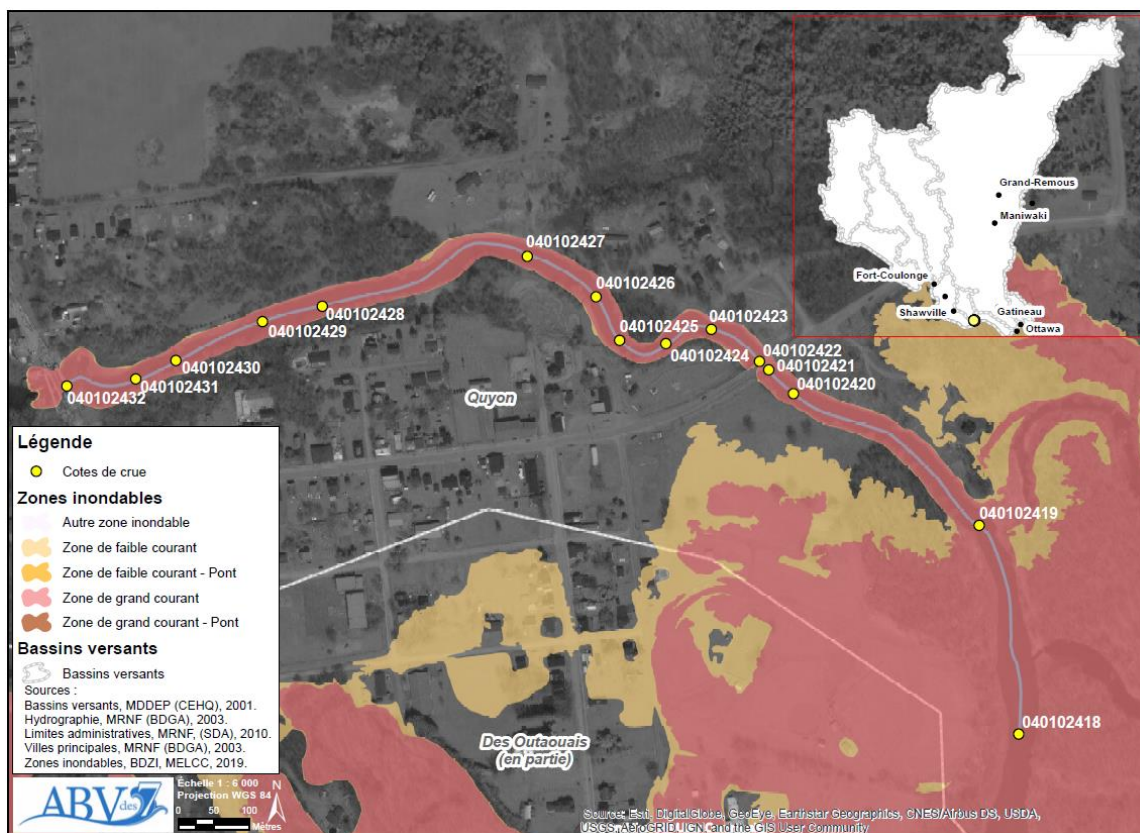 Grand-Remous
Maniwaki
Fort-Coulonge
Shawville
Gatineau
Ottawa
040102427
040102426
040102428
040102429
040102425
040102423
040102424
040102422
040102421
040102420
040102430
040102431
040102432
Quyon
040102419
040102418
Des Outaouais
(en partie)
Légende
Cotes de crue
Zones inondables
Autre zone inondable
Zone de faible courant
Zone de faible courant - Pont
Zone de grand courant
Zone de grand courant - Pont
Bassins versants
Bassins versants
Sources :
Bassins versants, MDDEP (CEHQ), 2001.
Hydrographie, MRNF (BDGA), 2003.
Limites administratives, MRNF, (SDA), 2010.
Villes principales, MRNF (BDGA), 2003.
Zones inondables, BDZI, MELCC, 2019.
ABV des 7
Échelle 1 : 6 000
Projection WGS 84
N
0 50 100
Mètres
Source: Esri, DigitalGlobe, GeoEye, Earthstar Geographics, CNES/Airbus DS, USDA,
USGS, AeroGRID, IGN, and the GIS User Community